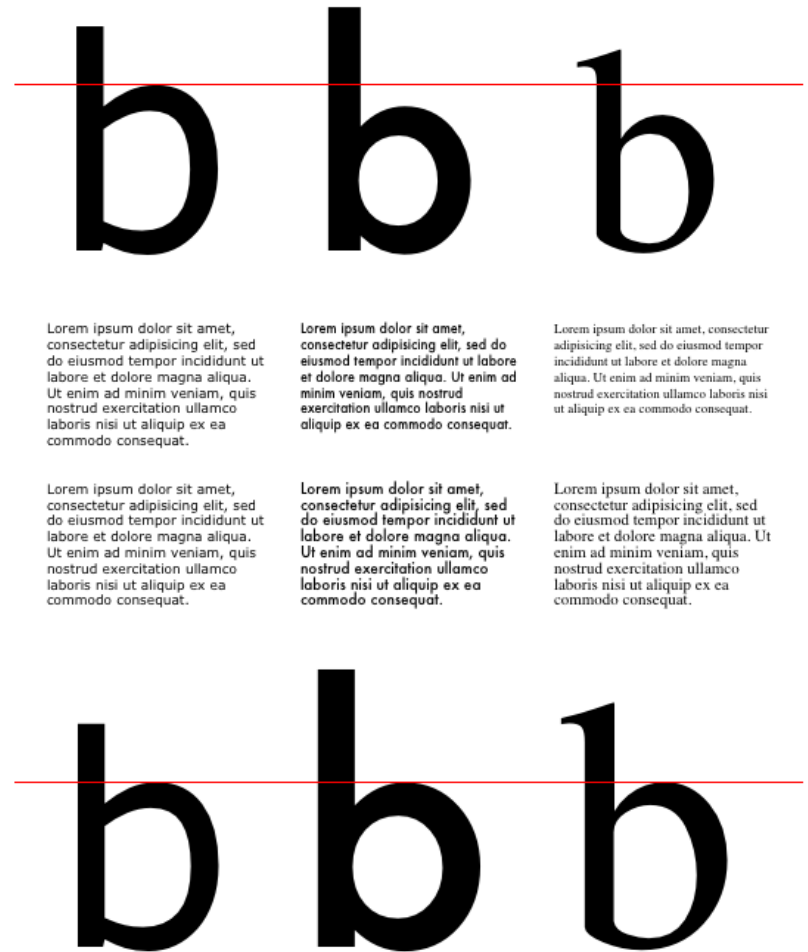 b b b
Lorem ipsum dolor sit amet,
consectetur adipisicing elit, sed
do eiusmod tempor incididunt ut
labore et dolore magna aliqua.
Ut enim ad minim veniam, quis
nostrud exercitation ullamco
laboris nisi ut aliquip ex ea
commodo consequat.
Lorem ipsum dolor sit amet,
consectetur adipisicing elit, sed do
eiusmod tempor incididunt ut labore
et dolore magna aliqua. Ut enim ad
minim veniam, quis nostrud
exercitation ullamco laboris nisi ut
aliquip ex ea commodo consequat.
Lorem ipsum dolor sit amet, consectetur
adipisicing elit, sed do eiusmod tempor
incididunt ut labore et dolore magna
aliqua. Ut enim ad minim veniam, quis
nostrud exercitation ullamco laboris nisi
ut aliquip ex ea commodo consequat.
Lorem ipsum dolor sit amet,
consectetur adipisicing elit, sed
do eiusmod tempor incididunt ut
labore et dolore magna aliqua.
Ut enim ad minim veniam, quis
nostrud exercitation ullamco
laboris nisi ut aliquip ex ea
commodo consequat.
Lorem ipsum dolor sit amet,
consectetur adipisicing elit, sed
do eiusmod tempor incididunt ut
labore et dolore magna aliqua.
Ut enim ad minim veniam, quis
nostrud exercitation ullamco
laboris nisi ut aliquip ex ea
commodo consequat.
Lorem ipsum dolor sit amet,
consectetur adipisicing elit, sed
do eiusmod tempor incididunt ut
labore et dolore magna aliqua. Ut
enim ad minim veniam, quis
nostrud exercitation ullamco
laboris nisi ut aliquip ex ea
commodo consequat.
b b b